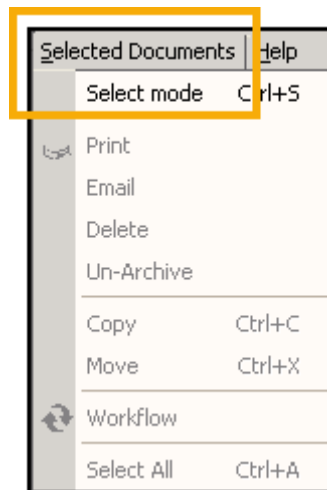 Selected Documents Help
Select mode Ctrl+S
Print
Email
Delete
Un-Archive
Copy Ctrl+C
Move Ctrl+X
Workflow
Select All Ctrl+A